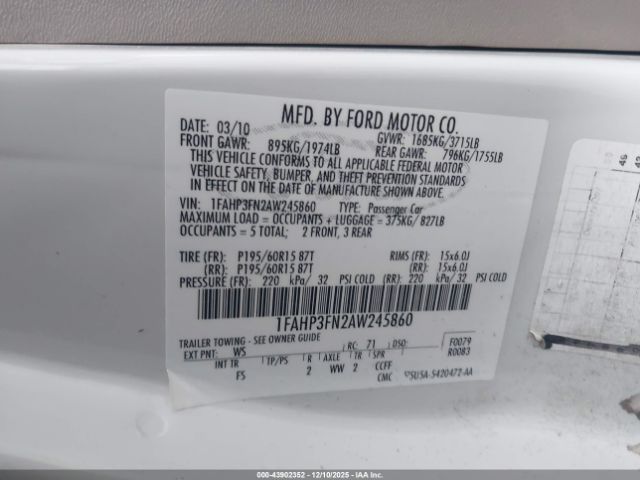 MFD. BY FORD MOTOR CO.
DATE: 03/10 GVWR: 1685KG/3715LB
FRONT GAWR: 895KG/1974LB REAR GAWR: 796KG/1755LB
THIS VEHICLE CONFORMS TO ALL APPLICABLE FEDERAL MOTOR
VEHICLE SAFETY, BUMPER, AND THEFT PREVENTION STANDARDS
IN EFFECT ON THE DATE OF MANUFACTURE SHOWN ABOVE.
VIN: 1FAHP3FN2AW245860 TYPE: Passenger Car
MAXIMUM LOAD = OCCUPANTS + LUGGAGE = 375KG/ 827LB
OCCUPANTS = 5 TOTAL; 2 FRONT, 3 REAR
TIRE (FR): P195/60R15 87T RIMS (FR): 15x6.0J
(RR): P195/60R15 87T (RR): 15x6.0J
PRESSURE (FR): 220 kPa/ 32 PSI COLD (RR): 220 kPa/ 32 PSI COLD
1FAHP3FN2AW245860
TRAILER TOWING - SEE OWNER GUIDE F0079
EXT PNT: WS RC: 71 DSO: R0083
INT TR TP/PS R AXLE TR SPR
FS 2 WW 2 CCFF
CMC 5U5A-5420472-AA
000-43902352 | 12/10/2025 - IAAI.COM